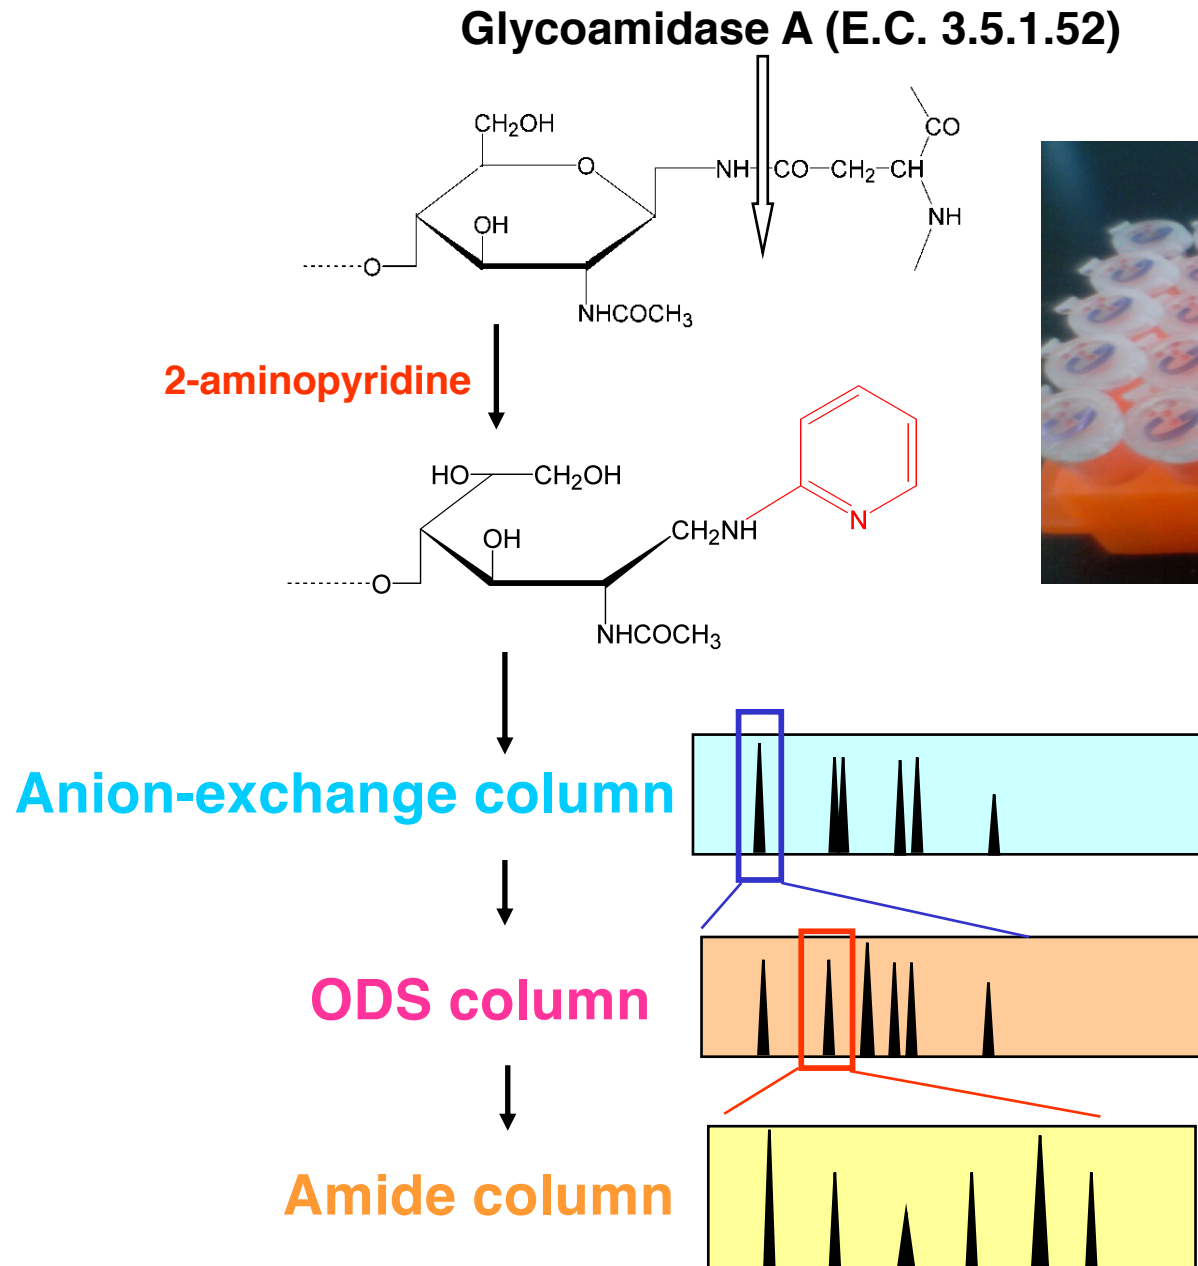 Glycoamidase A (E.C. 3.5.1.52)
CH₂OH
O
NH
CO
CH₂
CH
CO
NH
OH
O
NHCOCH₃
2-aminopyridine
HO
CH₂OH
OH
CH₂NH
N
O
NHCOCH₃
Anion-exchange column
ODS column
Amide column